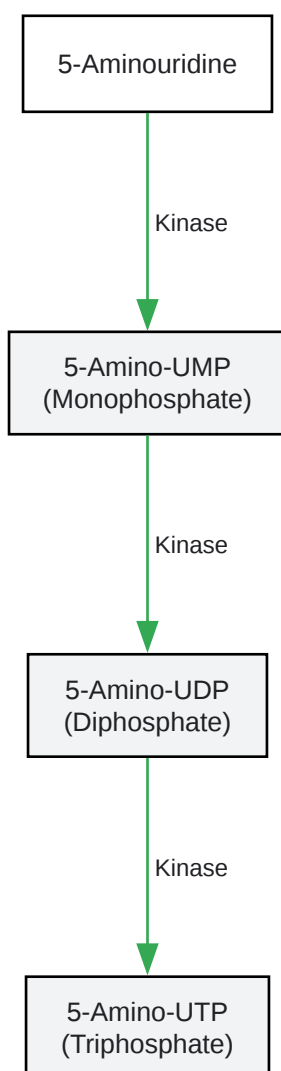 5-Aminouridine
Kinase
5-Amino-UMP
(Monophosphate)
Kinase
5-Amino-UDP
(Diphosphate)
Kinase
5-Amino-UTP
(Triphosphate)